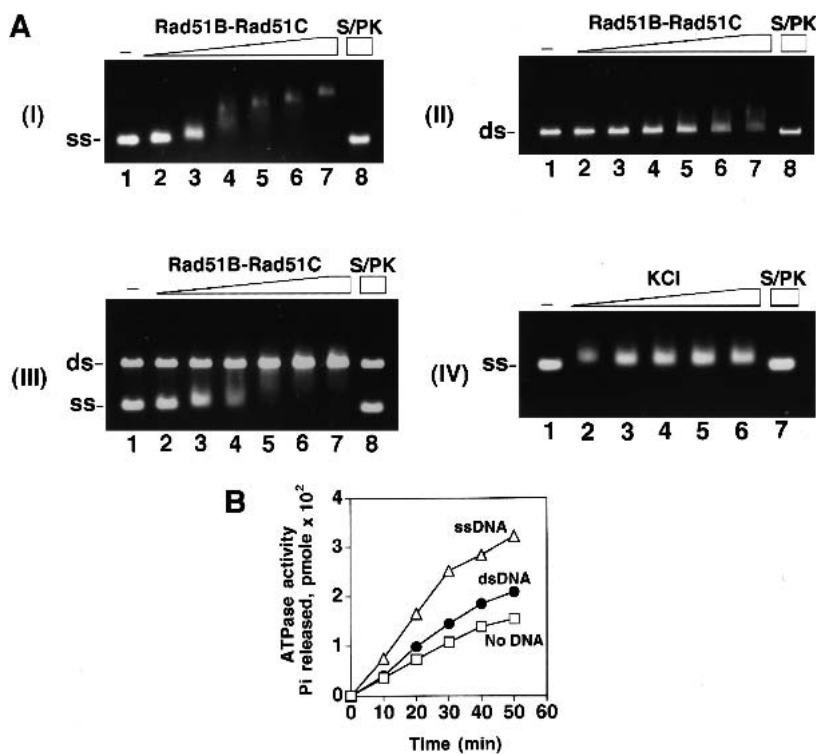 A
Rad51B-Rad51C S/PK
–
(I)
ss-
1 2 3 4 5 6 7 8
Rad51B-Rad51C S/PK
–
(II)
ds-
1 2 3 4 5 6 7 8
Rad51B-Rad51C S/PK
–
(III)
ds-
ss-
1 2 3 4 5 6 7 8
KCl S/PK
–
(IV)
ss-
1 2 3 4 5 6 7
B
ATPase activity
Pi released, pmole x 10²
4
3
2
1
0
ssDNA
dsDNA
No DNA
0 10 20 30 40 50 60
Time (min)